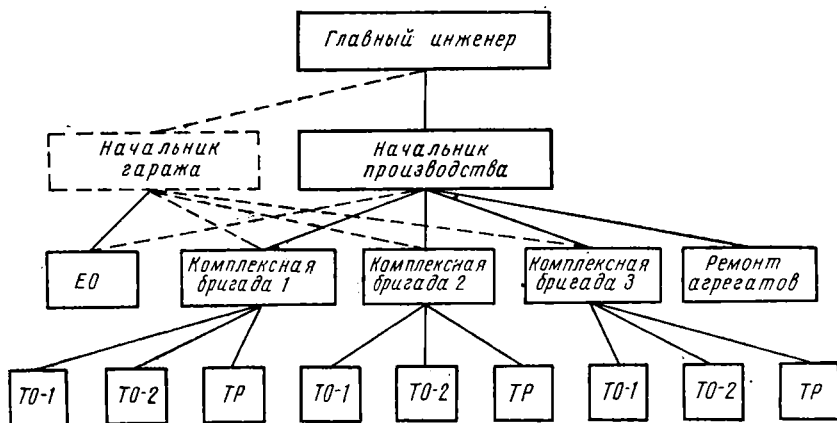 Главный инженер
Начальник
гаража
Начальник
производства
ЕО
Комплексная
бригада 1
Комплексная
бригада 2
Комплексная
бригада 3
Ремонт
агрегатов
ТО-1
ТО-2
ТР
ТО-1
ТО-2
ТР
ТО-1
ТО-2
ТР